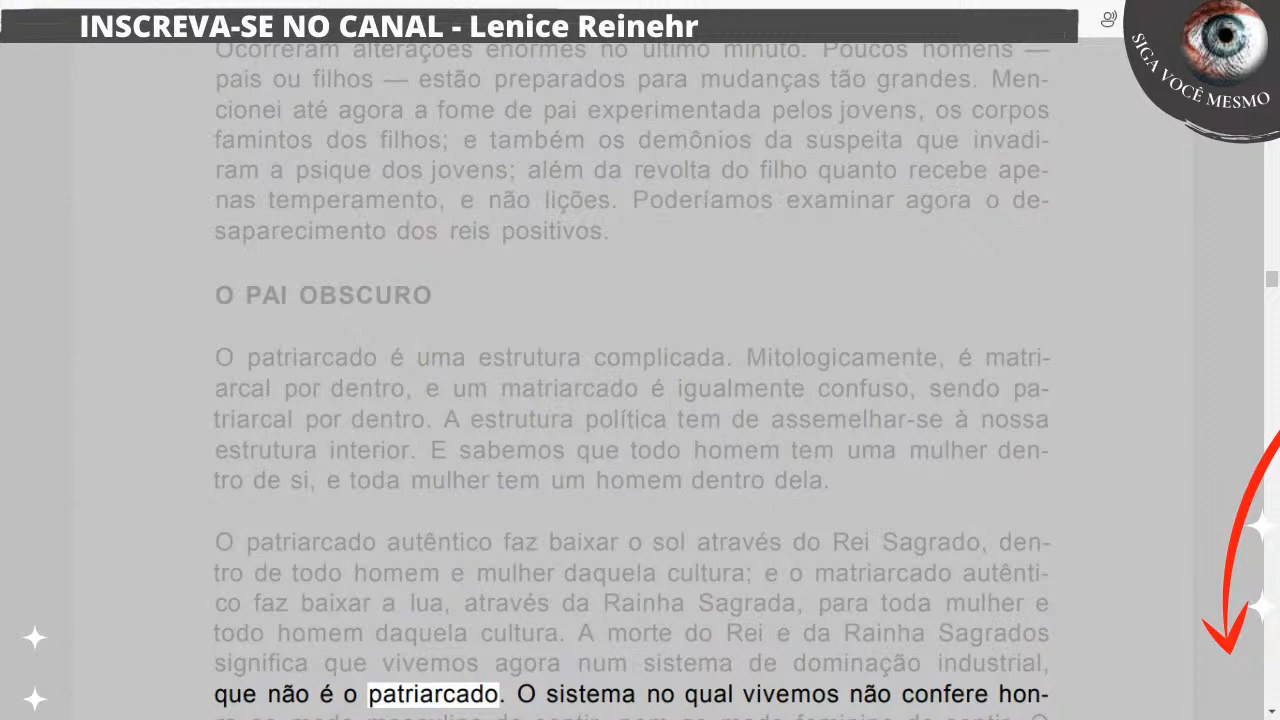 INSCREVA-SE NO CANAL - Lenice Reinehr
SIGA VOCÊ MESMO
Ocorreram alterações enormes no último minuto. Poucos homens —
pais ou filhos — estão preparados para mudanças tão grandes. Men-
cionei até agora a fome de pai experimentada pelos jovens, os corpos
famintos dos filhos; e também os demônios da suspeita que invadi-
ram a psique dos jovens; além da revolta do filho quanto recebe ape-
nas temperamento, e não lições. Poderíamos examinar agora o de-
saparecimento dos reis positivos.
O PAI OBSCURO
O patriarcado é uma estrutura complicada. Mitologicamente, é matri-
arcal por dentro, e um matriarcado é igualmente confuso, sendo pa-
triarcal por dentro. A estrutura política tem de assemelhar-se à nossa
estrutura interior. E sabemos que todo homem tem uma mulher den-
tro de si, e toda mulher tem um homem dentro dela.
O patriarcado autêntico faz baixar o sol através do Rei Sagrado, den-
tro de todo homem e mulher daquela cultura; e o matriarcado autênti-
co faz baixar a lua, através da Rainha Sagrada, para toda mulher e
todo homem daquela cultura. A morte do Rei e da Rainha Sagrados
significa que vivemos agora num sistema de dominação industrial,
que não é o patriarcado. O sistema no qual vivemos não confere hon-